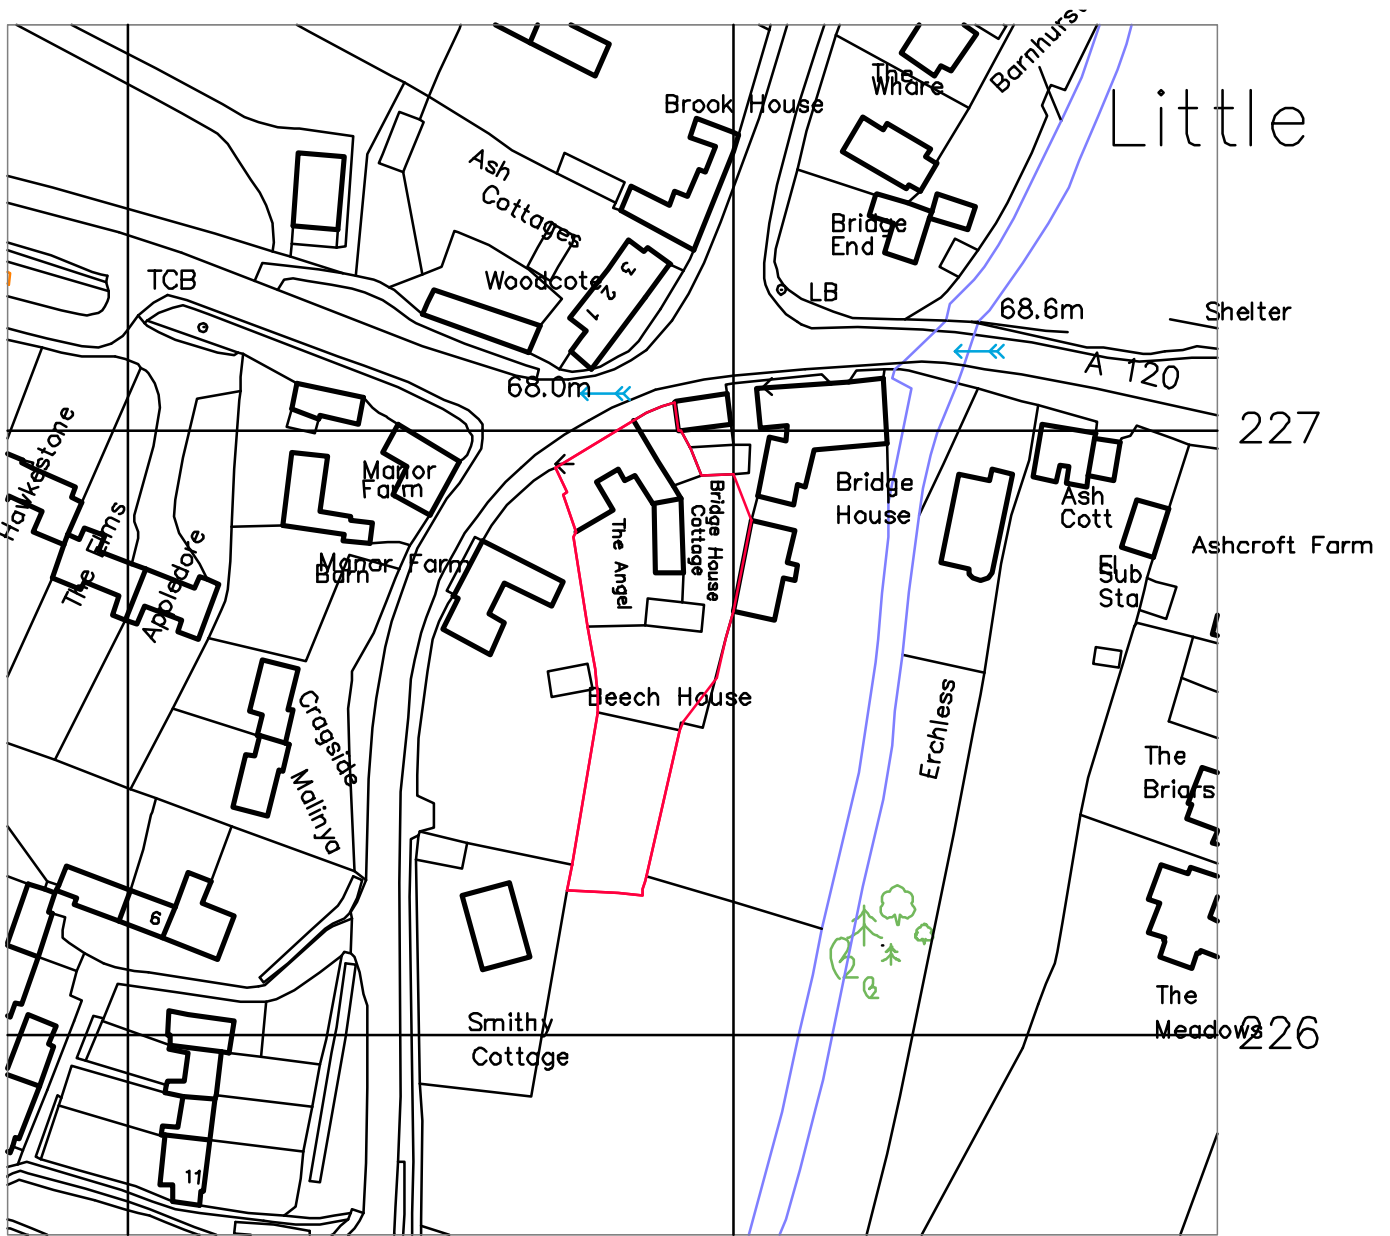 Barnhurst
The
Whare
Brook House
Little
Ash
Cottages
Bridge
End
TCB
Woodcote
3
2
1
LB
68.6m
Shelter
A 120
68.0m
227
Haykestone
Manor
Farm
Bridge
House
Ash
Cott
The Elms
Appledore
Manor Farm
Barn
The Angel
Bridge House
Cottage
Ashcroft Farm
El
Sub
Sta
Beech House
Cragside
Erchless
Malinya
The
Briars
6
The
Meadows
226
Smithy
Cottage
11